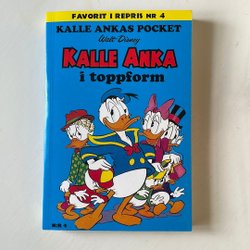 FAVORIT I REPRIS NR 4
KALLE ANKAS POCKET
Walt Disney
KALLE ANKA
i toppform